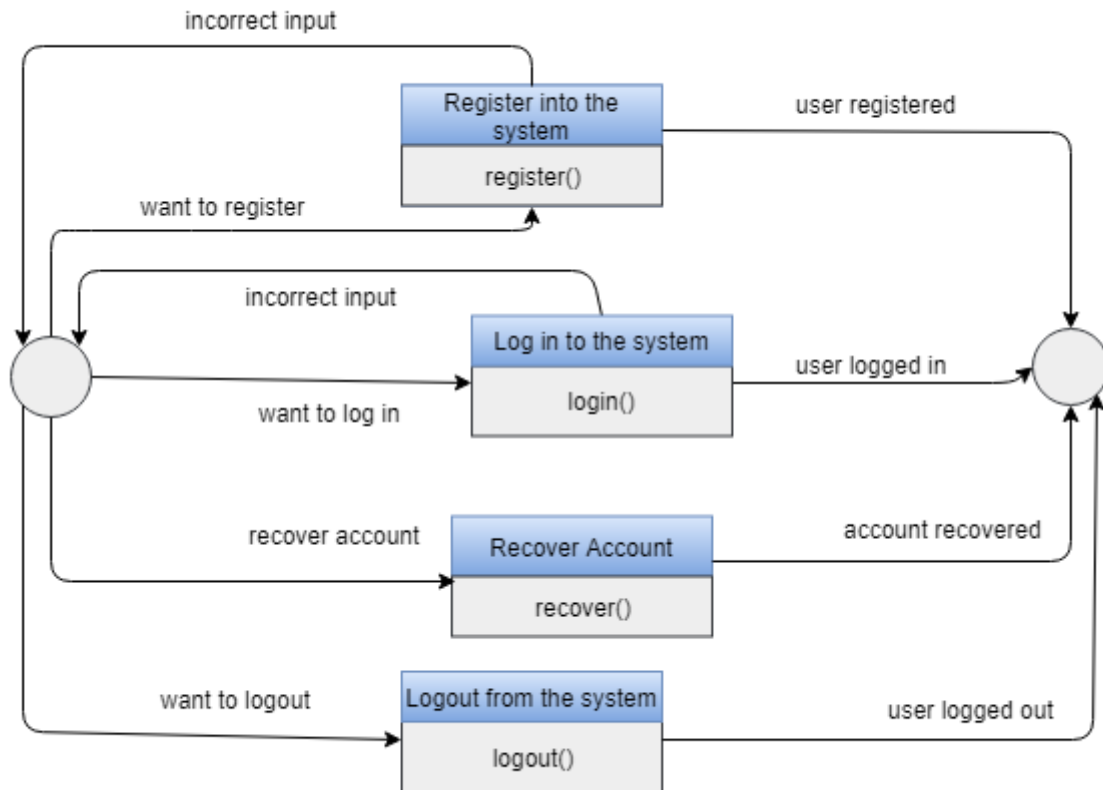 incorrect input
Register into the
system
user registered
register()
want to register
incorrect input
Log in to the system
user logged in
login()
want to log in
recover account
Recover Account
account recovered
recover()
want to logout
Logout from the system
user logged out
logout()